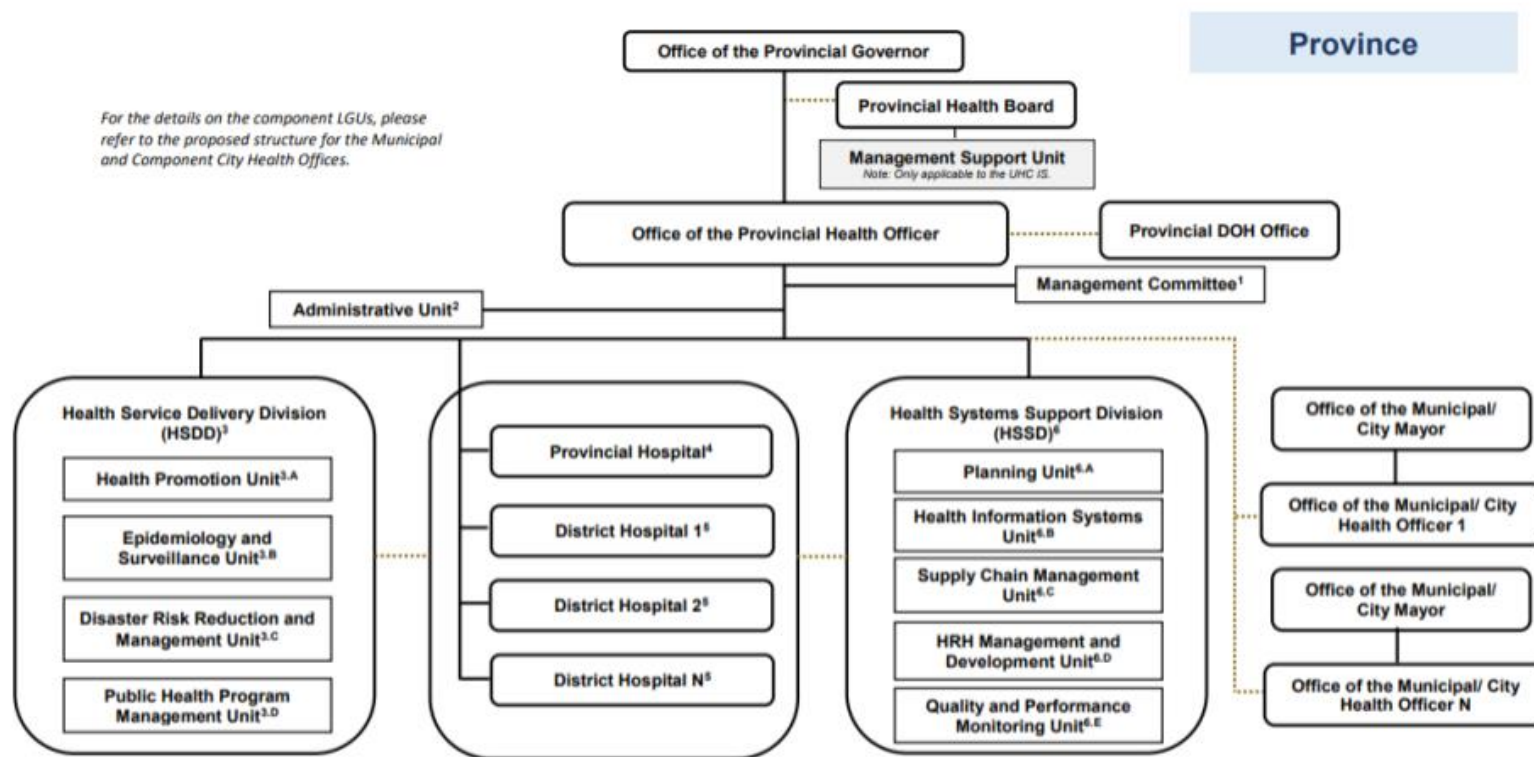 Province
Office of the Provincial Governor
For the details on the component LGUs, please
refer to the proposed structure for the Municipal
and Component City Health Offices.
Provincial Health Board
Management Support Unit
Note: Only applicable to the UHC IS.
Office of the Provincial Health Officer
Provincial DOH Office
Management Committee¹
Administrative Unit²
Health Service Delivery Division
(HSDD)³
Health Promotion Unit³·ᴬ
Epidemiology and
Surveillance Unit³·ᴮ
Disaster Risk Reduction and
Management Unit³·ᶜ
Public Health Program
Management Unit³·ᴰ
Provincial Hospital⁴
District Hospital 1⁵
District Hospital 2⁵
District Hospital N⁵
Health Systems Support Division
(HSSD)⁶
Planning Unit⁶·ᴬ
Health Information Systems
Unit⁶·ᴮ
Supply Chain Management
Unit⁶·ᶜ
HRH Management and
Development Unit⁶·ᴰ
Quality and Performance
Monitoring Unit⁶·ᴱ
Office of the Municipal/
City Mayor
Office of the Municipal/ City
Health Officer 1
Office of the Municipal/
City Mayor
Office of the Municipal/ City
Health Officer N